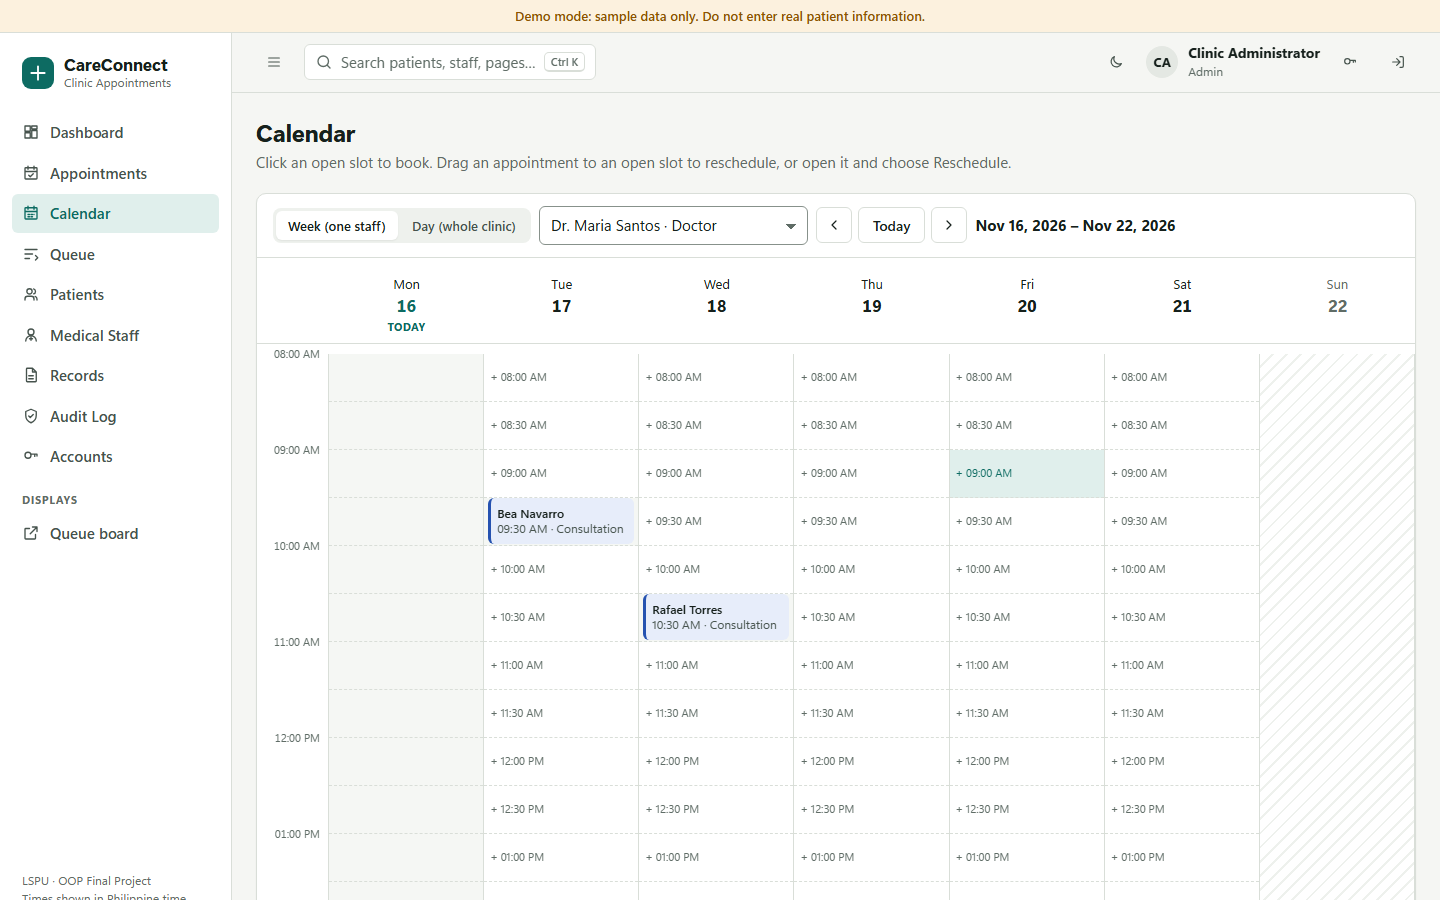 Demo mode: sample data only. Do not enter real patient information.
CareConnect
Clinic Appointments
Dashboard
Appointments
Calendar
Queue
Patients
Medical Staff
Records
Audit Log
Accounts
DISPLAYS
Queue board
LSPU · OOP Final Project
Times shown in Philippine time
Search patients, staff, pages... Ctrl K
CA
Clinic Administrator
Admin
Calendar
Click an open slot to book. Drag an appointment to an open slot to reschedule, or open it and choose Reschedule.
Week (one staff) Day (whole clinic) Dr. Maria Santos · Doctor Today Nov 16, 2026 – Nov 22, 2026
Mon Tue Wed Thu Fri Sat Sun
16 17 18 19 20 21 22
TODAY
08:00 AM
+ 08:00 AM + 08:00 AM + 08:00 AM + 08:00 AM + 08:00 AM
+ 08:30 AM + 08:30 AM + 08:30 AM + 08:30 AM + 08:30 AM
09:00 AM
+ 09:00 AM + 09:00 AM + 09:00 AM + 09:00 AM + 09:00 AM
Bea Navarro
09:30 AM · Consultation + 09:30 AM + 09:30 AM + 09:30 AM + 09:30 AM
10:00 AM
+ 10:00 AM + 10:00 AM + 10:00 AM + 10:00 AM + 10:00 AM
+ 10:30 AM Rafael Torres + 10:30 AM + 10:30 AM + 10:30 AM
10:30 AM · Consultation
11:00 AM
+ 11:00 AM + 11:00 AM + 11:00 AM + 11:00 AM + 11:00 AM
+ 11:30 AM + 11:30 AM + 11:30 AM + 11:30 AM + 11:30 AM
12:00 PM
+ 12:00 PM + 12:00 PM + 12:00 PM + 12:00 PM + 12:00 PM
+ 12:30 PM + 12:30 PM + 12:30 PM + 12:30 PM + 12:30 PM
01:00 PM
+ 01:00 PM + 01:00 PM + 01:00 PM + 01:00 PM + 01:00 PM